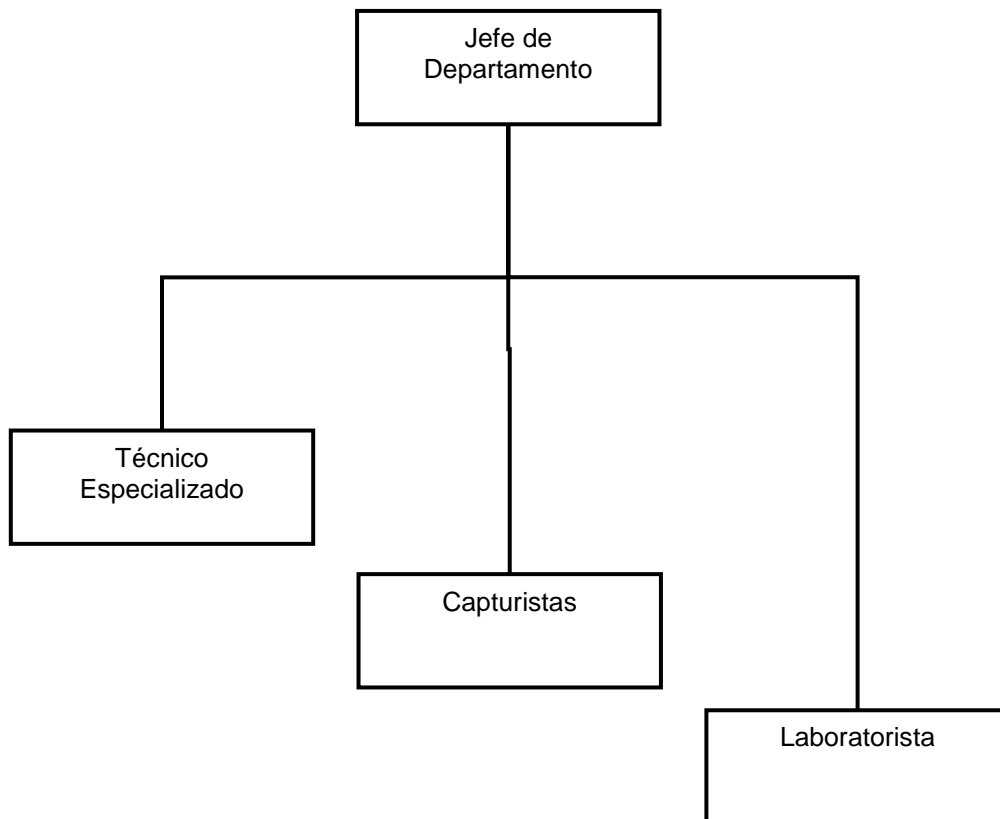 Jefe de
Departamento
Técnico
Especializado
Capturistas
Laboratorista